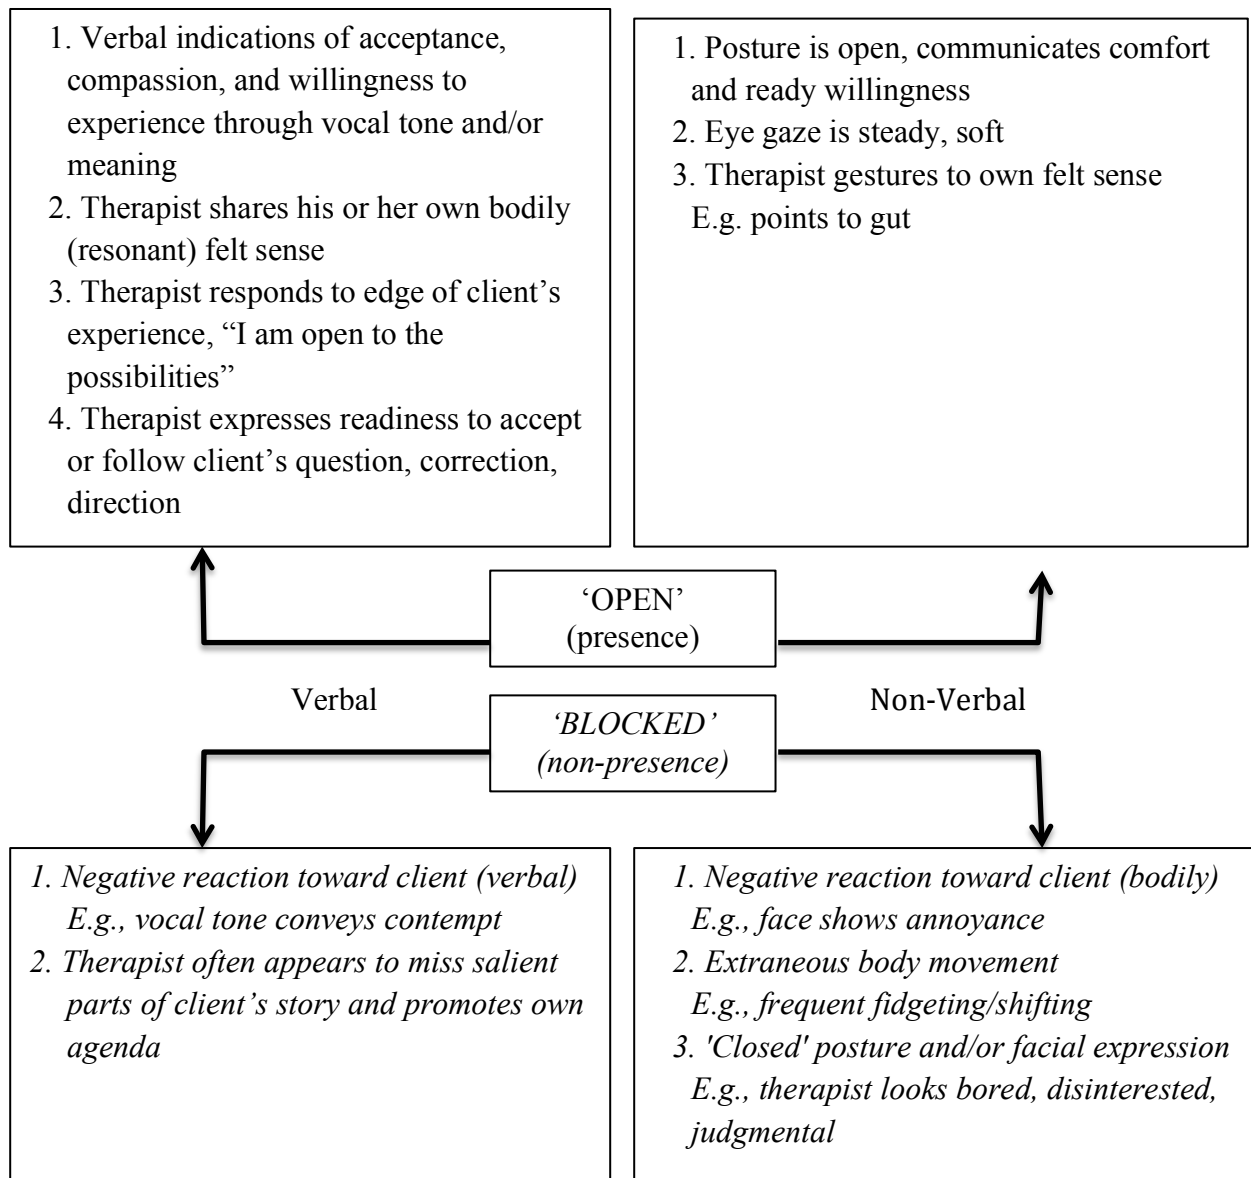 1. Verbal indications of acceptance,
compassion, and willingness to
experience through vocal tone and/or
meaning
2. Therapist shares his or her own bodily
(resonant) felt sense
3. Therapist responds to edge of client’s
experience, “I am open to the
possibilities”
4. Therapist expresses readiness to accept
or follow client’s question, correction,
direction
1. Posture is open, communicates comfort
and ready willingness
2. Eye gaze is steady, soft
3. Therapist gestures to own felt sense
E.g. points to gut
‘OPEN’
(presence)
Verbal
Non-Verbal
‘BLOCKED’
(non-presence)
1. Negative reaction toward client (verbal)
E.g., vocal tone conveys contempt
2. Therapist often appears to miss salient
parts of client’s story and promotes own
agenda
1. Negative reaction toward client (bodily)
E.g., face shows annoyance
2. Extraneous body movement
E.g., frequent fidgeting/shifting
3. 'Closed' posture and/or facial expression
E.g., therapist looks bored, disinterested,
judgmental